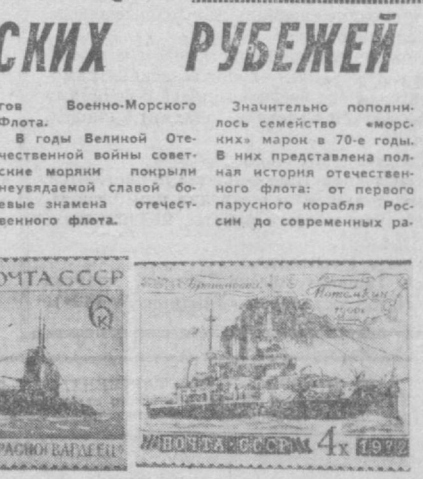 СКИХ РУБЕЖЕЙ
тов Военно-Морского
Флота.
В годы Великой Оте-
чественной войны совет-
ские моряки покрыли
неувядаемой славой бо-
евые знамена отечест-
венного флота.
Значительно пополни-
лось семейство «морс-
ких» марок в 70-е годы.
В них представлена пол-
ная история отечествен-
ного флота: от первого
парусного корабля Рос-
сии до современных ра-
ОЧТА СССР
6
К
РАСНОГВАРДЕЕЦ"
Броненосец
Потемкин
ПОЧТА·СССР
4к 1972